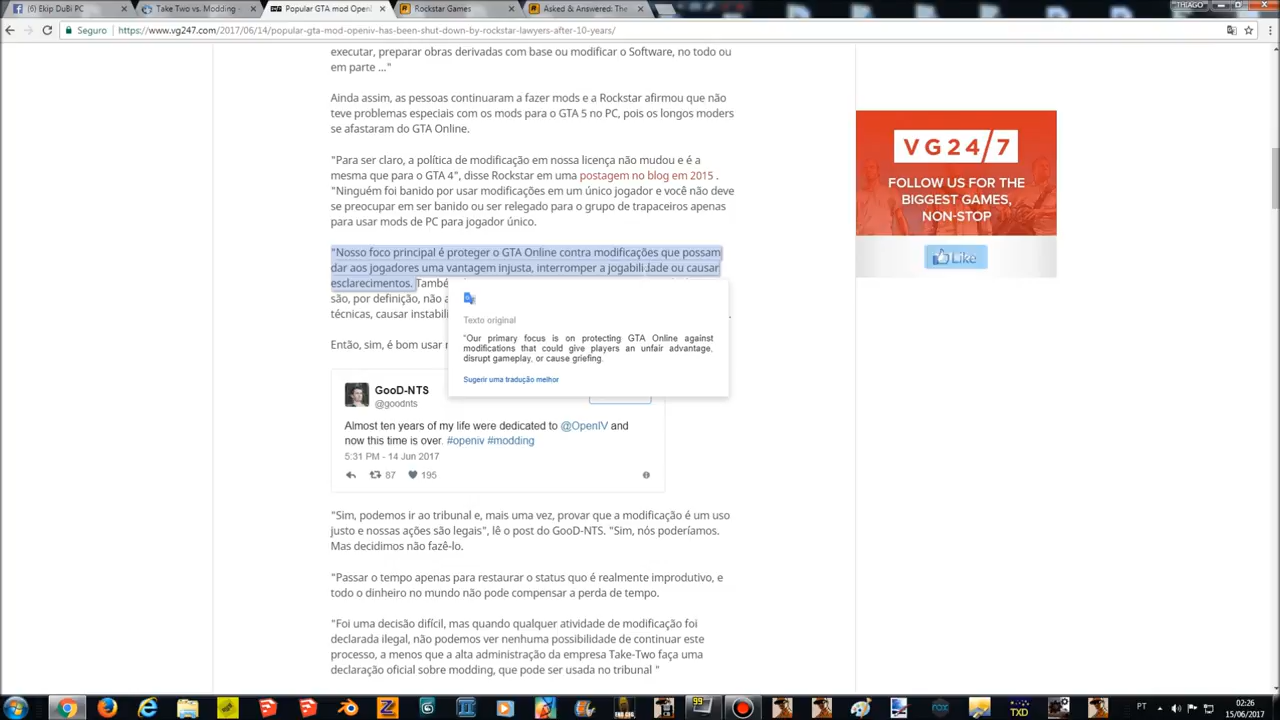 (6) Ekip DuBi PC
Take Two vs. Modding -
Popular GTA mod OpenI
Rockstar Games
Asked & Answered: The
THIAGO
Seguro
https://www.vg247.com/2017/06/14/popular-gta-mod-openiv-has-been-shut-down-by-rockstar-lawyers-after-10-years/
executar, preparar obras derivadas com base ou modificar o Software, no todo ou
em parte ..."
Ainda assim, as pessoas continuaram a fazer mods e a Rockstar afirmou que não
teve problemas especiais com os mods para o GTA 5 no PC, pois os longos moders
se afastaram do GTA Online.
"Para ser claro, a política de modificação em nossa licença não mudou e é a
mesma que para o GTA 4", disse Rockstar em uma postagem no blog em 2015 .
"Ninguém foi banido por usar modificações em um único jogador e você não deve
se preocupar em ser banido ou ser relegado para o grupo de trapaceiros apenas
para usar mods de PC para jogador único.
"Nosso foco principal é proteger o GTA Online contra modificações que possam
dar aos jogadores uma vantagem injusta, interromper a jogabilidade ou causar
esclarecimentos. També
são, por definição, não a
técnicas, causar instabili
Então, sim, é bom usar
Texto original
"Our primary focus is on protecting GTA Online against
modifications that could give players an unfair advantage,
disrupt gameplay, or cause griefing.
Sugerir uma tradução melhor
GooD-NTS
@goodnts
Almost ten years of my life were dedicated to @OpenIV and
now this time is over. #openiv #modding
5:31 PM - 14 Jun 2017
87
195
"Sim, podemos ir ao tribunal e, mais uma vez, provar que a modificação é um uso
justo e nossas ações são legais", lê o post do GooD-NTS. "Sim, nós poderíamos.
Mas decidimos não fazê-lo.
"Passar o tempo apenas para restaurar o status quo é realmente improdutivo, e
todo o dinheiro no mundo não pode compensar a perda de tempo.
"Foi uma decisão difícil, mas quando qualquer atividade de modificação foi
declarada ilegal, não podemos ver nenhuma possibilidade de continuar este
processo, a menos que a alta administração da empresa Take-Two faça uma
declaração oficial sobre modding, que pode ser usada no tribunal "
VG24/7
FOLLOW US FOR THE
BIGGEST GAMES,
NON-STOP
Like
99
TXD
PT
02:26
15/06/2017